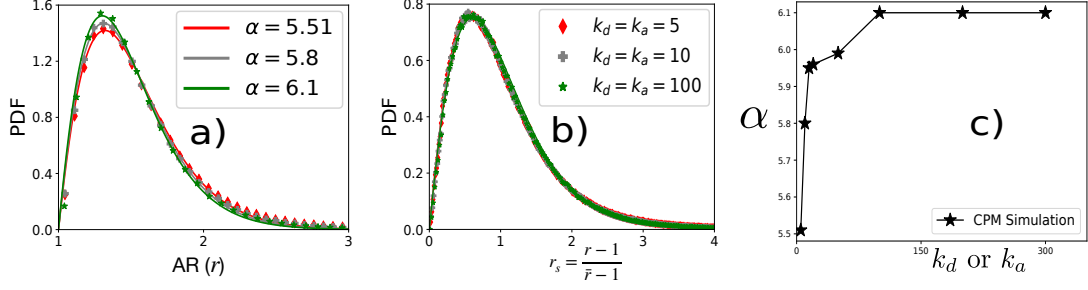 1.6
1.2
0.8
0.4
0.0
PDF
1
2
3
AR (r)
α = 5.51
α = 5.8
α = 6.1
a)
0.8
0.6
0.4
0.2
0.0
PDF
0
1
2
3
4
r_s = \frac{r − 1}{\bar{r} − 1}
k_d = k_a = 5
k_d = k_a = 10
k_d = k_a = 100
b)
6.1
6.0
5.9
5.8
5.7
5.6
5.5
α
0
150
300
k_d or k_a
c)
CPM Simulation